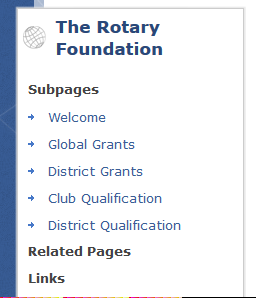 The Rotary
Foundation
Subpages
Welcome
Global Grants
District Grants
Club Qualification
District Qualification
Related Pages
Links